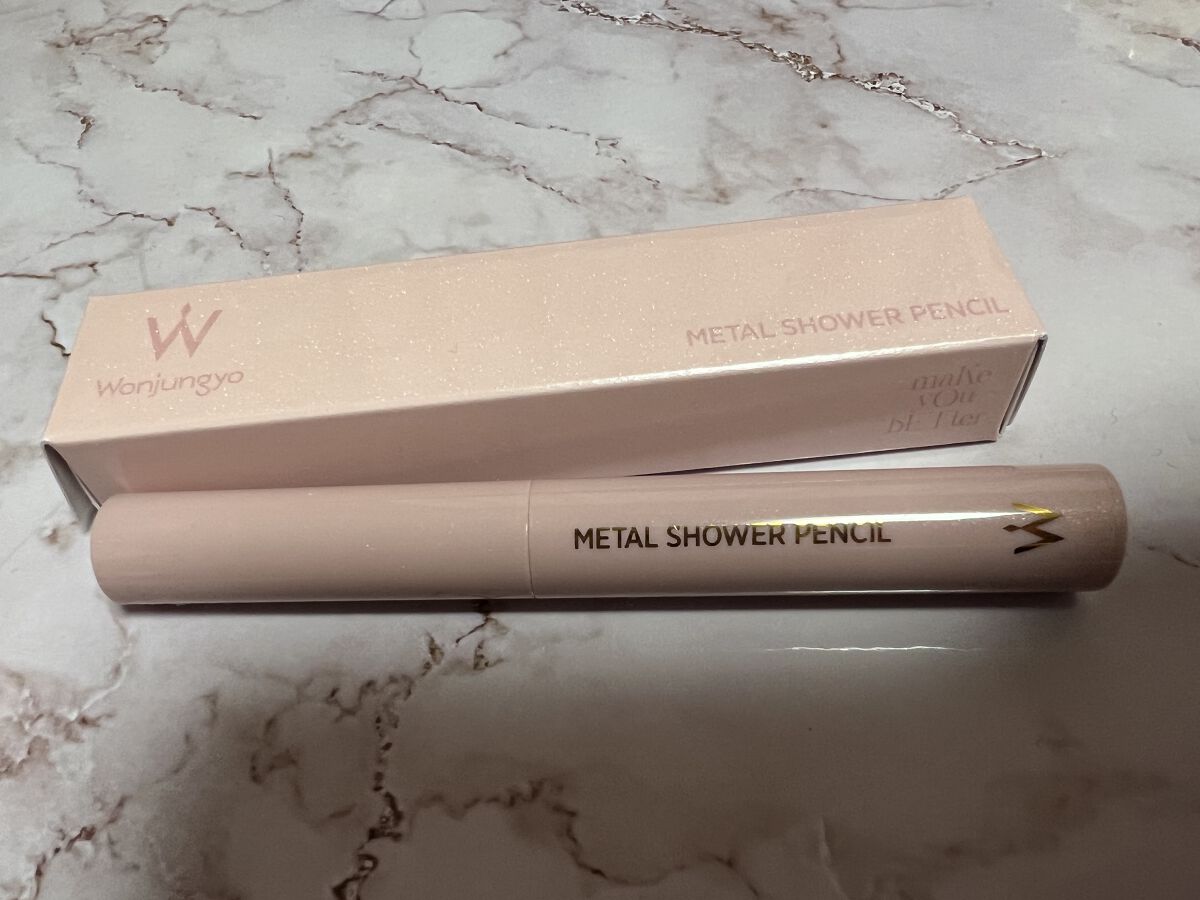 W
Wonjungyo
METAL SHOWER PENCIL
maKe
yOu
bETter
METAL SHOWER PENCIL
W